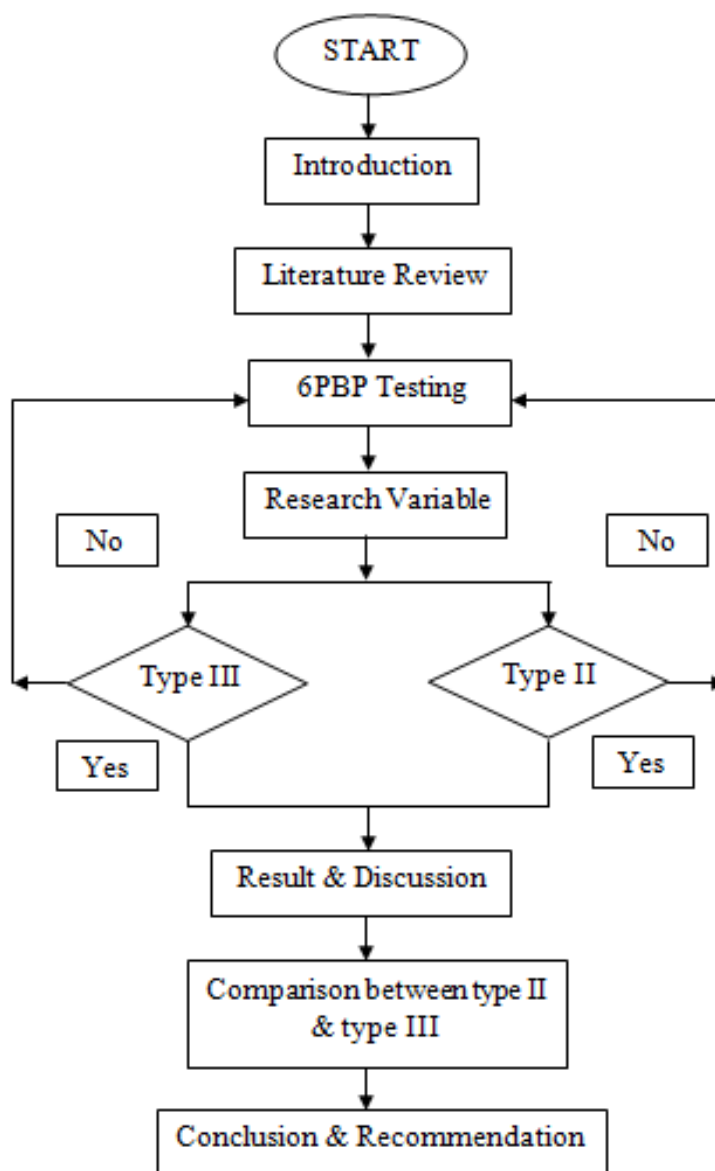 START
Introduction
Literature Review
6PBP Testing
Research Variable
No
No
Type III
Type II
Yes
Yes
Result & Discussion
Comparison between type II
& type III
Conclusion & Recommendation